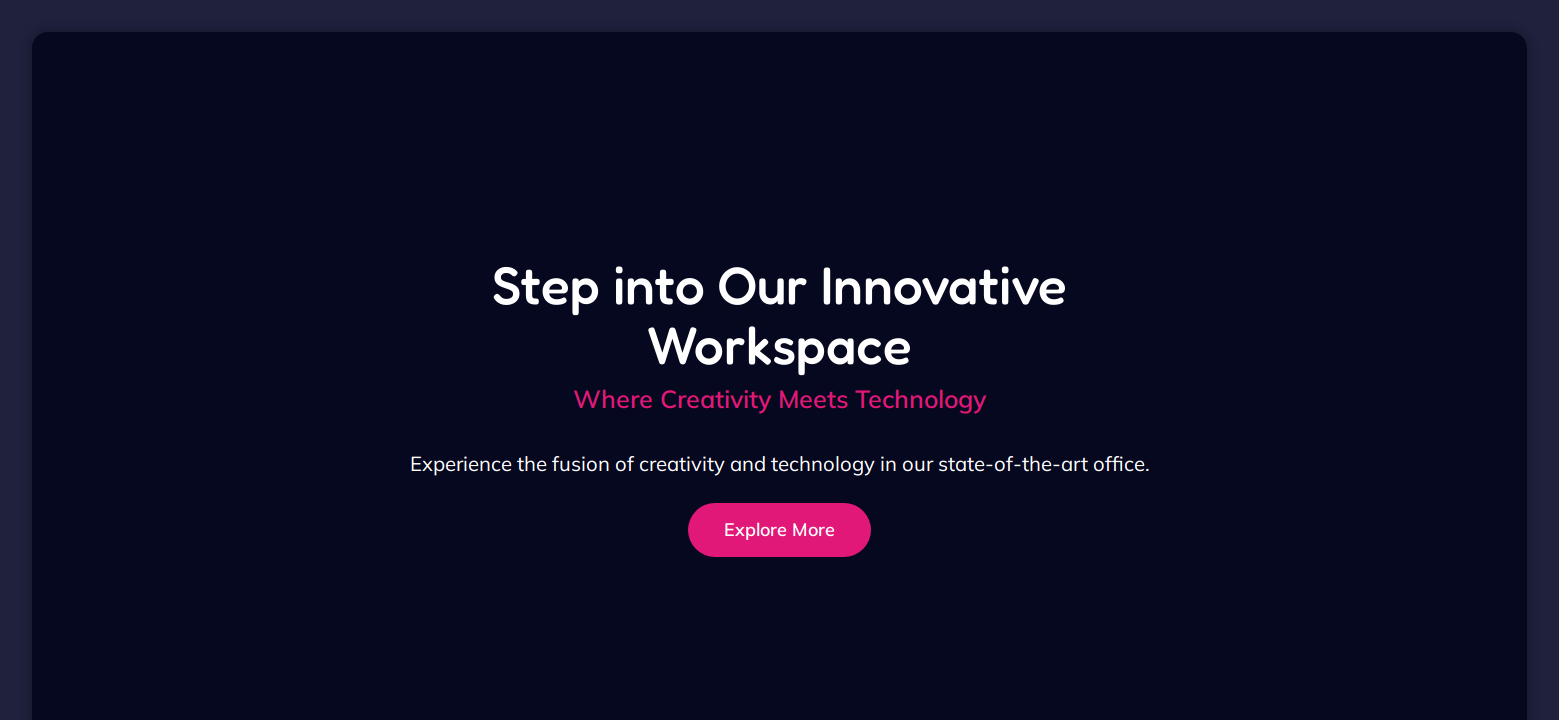 Step into Our Innovative
Workspace
Where Creativity Meets Technology
Experience the fusion of creativity and technology in our state-of-the-art office.
Explore More